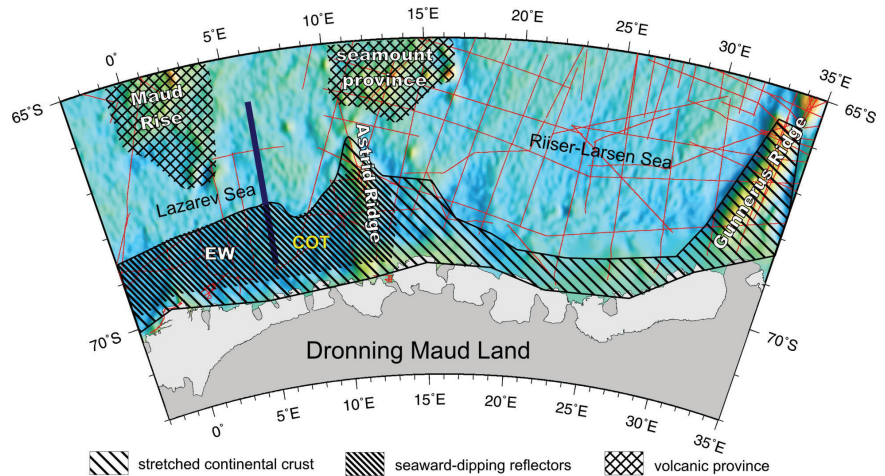 0°
5°E
10°E
15°E
20°E
25°E
30°E
35°E
65°S
65°S
Maud
Rise
seamount
province
Astrid Ridge
Riiser-Larsen Sea
Gunnerus Ridge
Lazarev Sea
EW
COT
70°S
70°S
Dronning Maud Land
0°
5°E
10°E
15°E
20°E
25°E
30°E
35°E
stretched continental crust
seaward-dipping reflectors
volcanic province